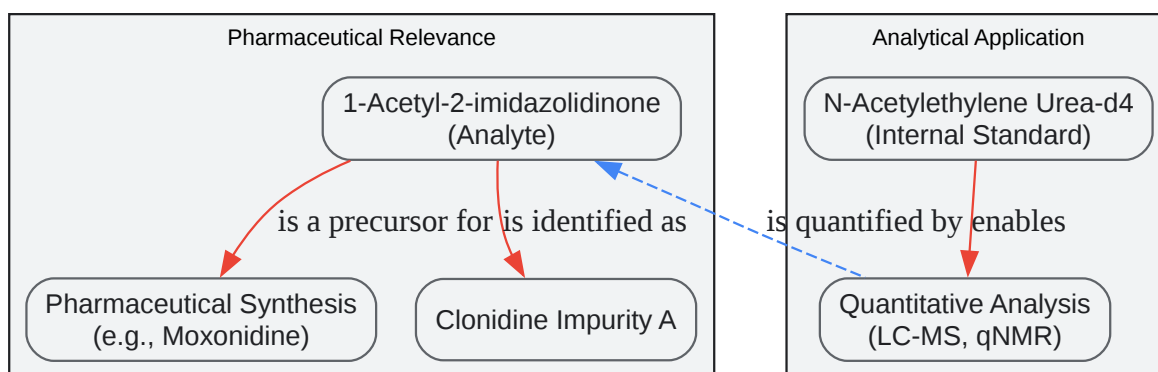 Pharmaceutical Relevance
Analytical Application
1-Acetyl-2-imidazolidinone
(Analyte)
N-Acetylethylene Urea-d4
(Internal Standard)
is a precursor for
is identified as
is quantified by
enables
Pharmaceutical Synthesis
(e.g., Moxonidine)
Clonidine Impurity A
Quantitative Analysis
(LC-MS, qNMR)